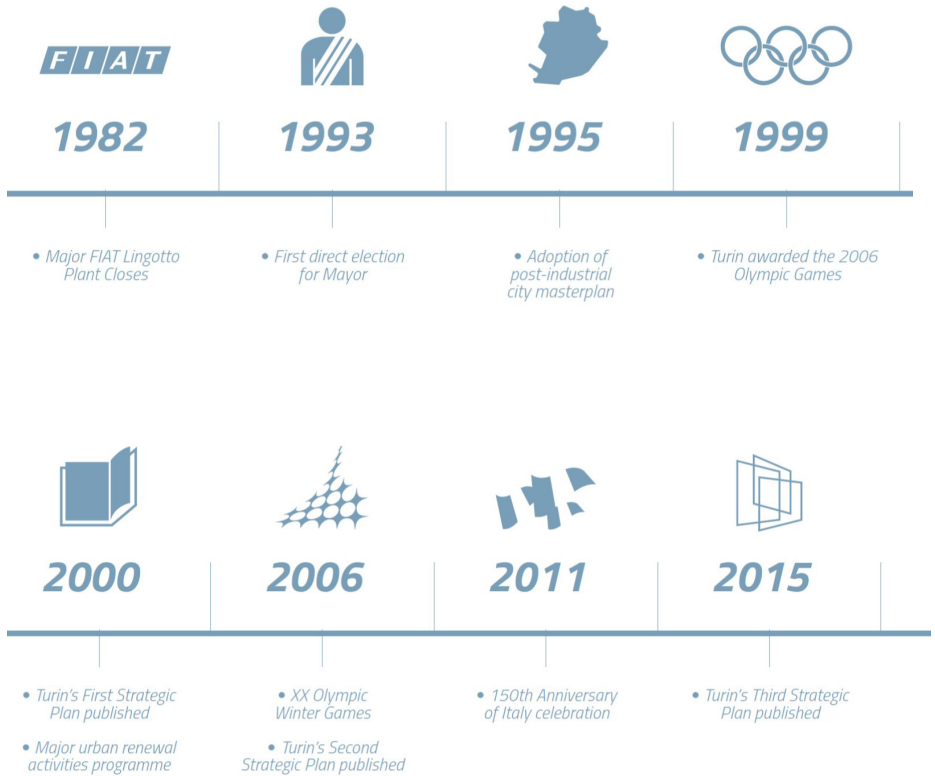 FIAT
1982
1993
1995
1999
• Major FIAT Lingotto
Plant Closes
• First direct election
for Mayor
• Adoption of
post-industrial
city masterplan
• Turin awarded the 2006
Olympic Games
2000
2006
2011
2015
• Turin's First Strategic
Plan published
• Major urban renewal
activities programme
• XX Olympic
Winter Games
• Turin's Second
Strategic Plan published
• 150th Anniversary
of Italy celebration
• Turin's Third Strategic
Plan published